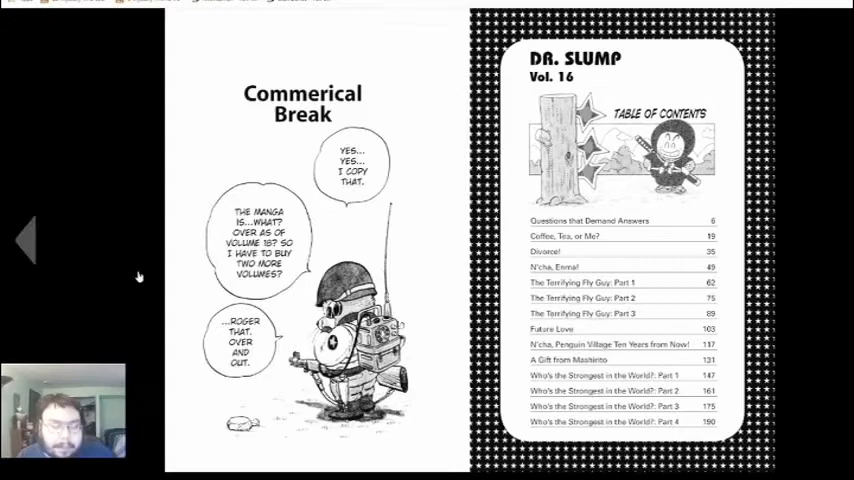 Commerical
Break
YES...
YES...
I COPY
THAT.
THE MANGA
IS...WHAT?
OVER AS OF
VOLUME 18? SO
I HAVE TO BUY
TWO MORE
VOLUMES?
...ROGER
THAT.
OVER
AND
OUT.
DR. SLUMP
Vol. 16
TABLE OF CONTENTS
Questions that Demand Answers 6
Coffee, Tea, or Me? 19
Divorce! 35
N'cha, Enma! 49
The Terrifying Fly Guy: Part 1 62
The Terrifying Fly Guy: Part 2 75
The Terrifying Fly Guy: Part 3 89
Future Love 103
N'cha, Penguin Village Ten Years from Now! 117
A Gift from Mashirito 131
Who's the Strongest in the World?: Part 1 147
Who's the Strongest in the World?: Part 2 161
Who's the Strongest in the World?: Part 3 175
Who's the Strongest in the World?: Part 4 190